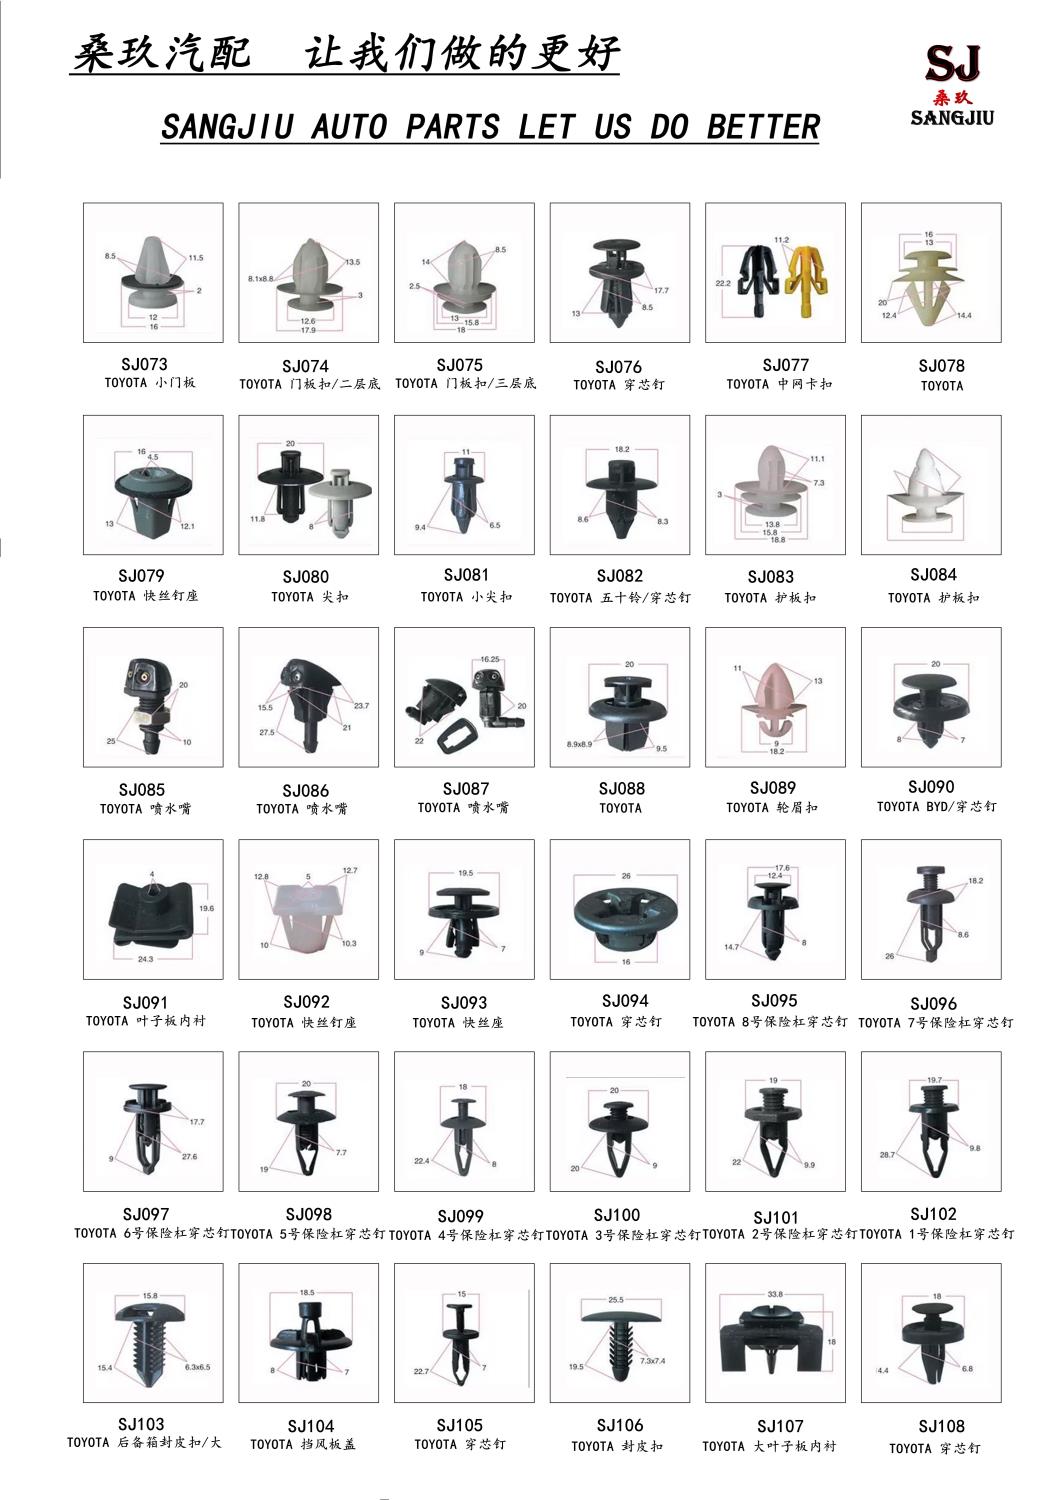 桑玖汽配 让我们做的更好
SANGJIU AUTO PARTS LET US DO BETTER
SJ
桑玖
SANGJIU
8.5 11.5 2 12 16
8.1x8.8 13.5 3 12.6 17.9
14 8.5 2.5 13 15.8 18
17.7 8.5 13
11.2 22.2
16 13 20 12.4 14.4
SJ073 SJ074 SJ075 SJ076 SJ077 SJ078
TOYOTA 小门板 TOYOTA 门板扣/二层底 TOYOTA 门板扣/三层底 TOYOTA 穿芯钉 TOYOTA 中网卡扣 TOYOTA
16 4.5 13 12.1
20 11.8 8
11 9.4 6.5
18.2 8.6 8.3
11.1 7.3 3 13.8 15.8 18.8
SJ079 SJ080 SJ081 SJ082 SJ083 SJ084
TOYOTA 快丝钉座 TOYOTA 尖扣 TOYOTA 小尖扣 TOYOTA 五十铃/穿芯钉 TOYOTA 护板扣 TOYOTA 护板扣
20 25 10
15.5 23.7 27.5 21
16.25 20 22
20 8.9x8.9 9.5
11 13 9 18.2
20 8 7
SJ085 SJ086 SJ087 SJ088 SJ089 SJ090
TOYOTA 喷水嘴 TOYOTA 喷水嘴 TOYOTA 喷水嘴 TOYOTA TOYOTA 轮眉扣 TOYOTA BYD/穿芯钉
4 19.6 24.3
12.8 5 12.7 10 10.3
19.5 9 7
26 16
17.6 12.4 14.7 8
18.2 8.6 26
SJ091 SJ092 SJ093 SJ094 SJ095 SJ096
TOYOTA 叶子板内衬 TOYOTA 快丝钉座 TOYOTA 快丝座 TOYOTA 穿芯钉 TOYOTA 8号保险杠穿芯钉 TOYOTA 7号保险杠穿芯钉
17.7 9 27.6
20 19 7.7
18 22.4 8
20 20 9
19 22 9.9
19.7 28.7 9.8
SJ097 SJ098 SJ099 SJ100 SJ101 SJ102
TOYOTA 6号保险杠穿芯钉 TOYOTA 5号保险杠穿芯钉 TOYOTA 4号保险杠穿芯钉 TOYOTA 3号保险杠穿芯钉 TOYOTA 2号保险杠穿芯钉 TOYOTA 1号保险杠穿芯钉
15.8 15.4 6.3x6.5
18.5 8 7
15 22.7 7
25.5 19.5 7.3x7.4
33.8 18
18 4.4 6.8
SJ103 SJ104 SJ105 SJ106 SJ107 SJ108
TOYOTA 后备箱封皮扣/大 TOYOTA 挡风板盖 TOYOTA 穿芯钉 TOYOTA 封皮扣 TOYOTA 大叶子板内衬 TOYOTA 穿芯钉